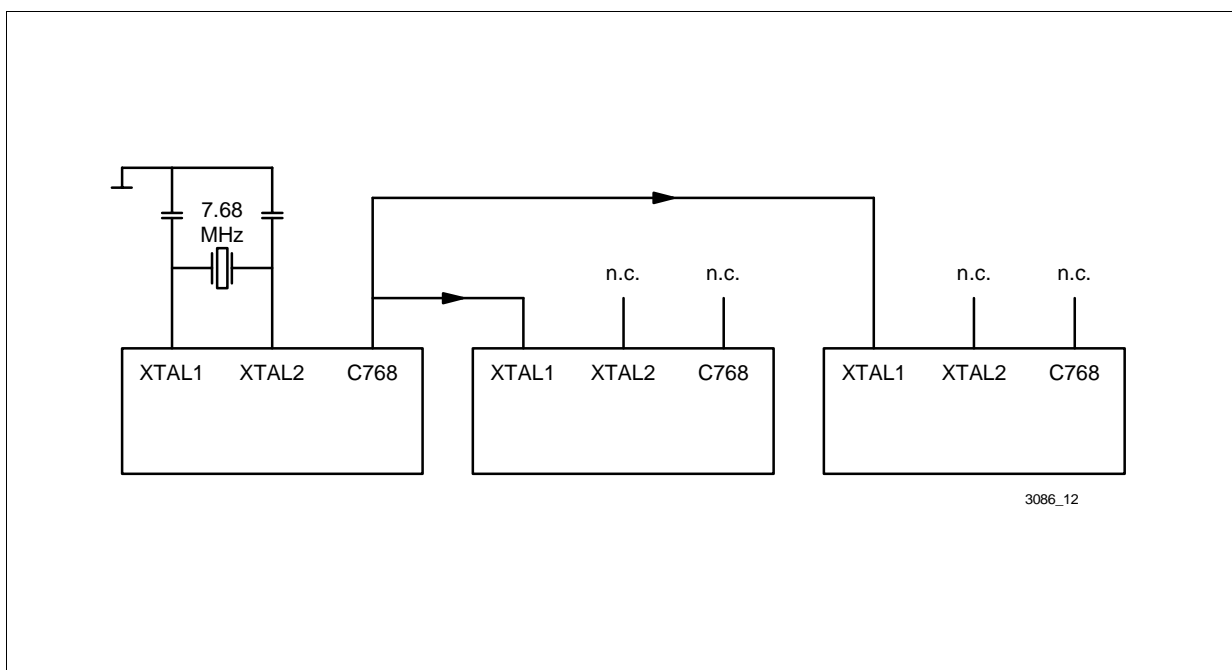 7.68
MHz
n.c. n.c. n.c. n.c.
XTAL1 XTAL2 C768 XTAL1 XTAL2 C768 XTAL1 XTAL2 C768
3086_12